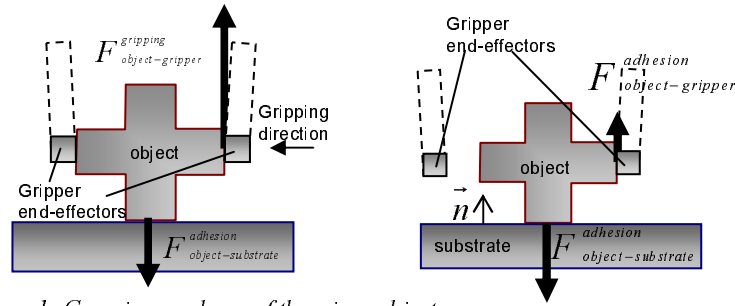 F gripping object−gripper
Gripping direction
object
Gripper end-effectors
F adhesion object−substrate
Gripper end-effectors
F adhesion object−gripper
object
n
substrate
F adhesion object−substrate